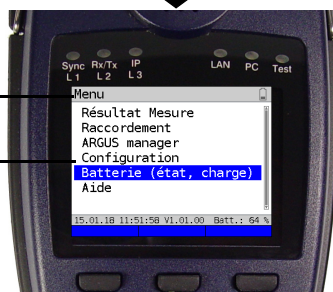 Sync Rx/Tx IP LAN PC Test
L 1 L 2 L 3
Menu
Résultat Mesure
Raccordement
ARGUS manager
Configuration
Batterie (état, charge)
Aide
15.01.18 11:51:58 V1.01.00 Batt.: 64 %